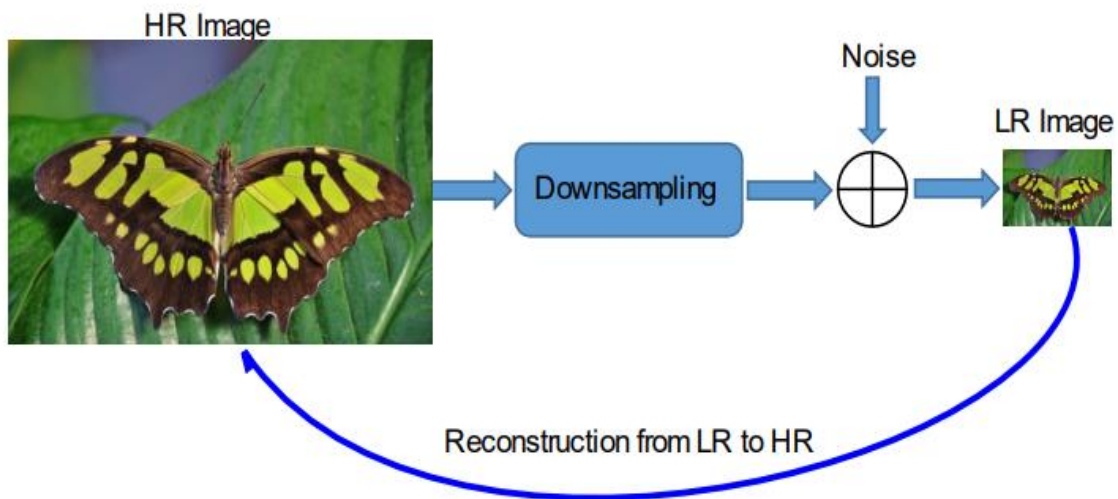 HR Image
Noise
LR Image
Downsampling
Reconstruction from LR to HR